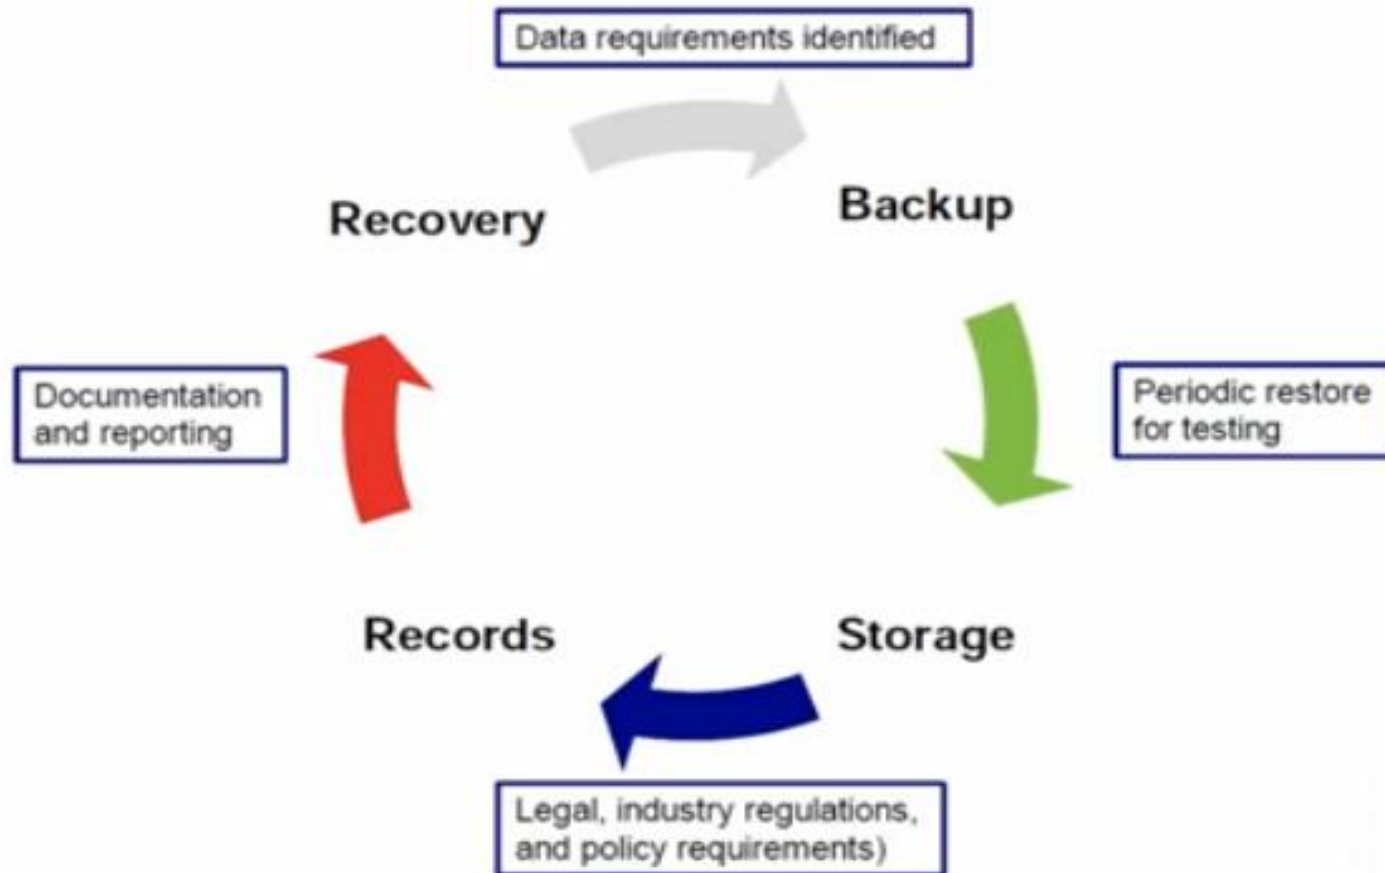 Data requirements identified
Recovery
Backup
Documentation
and reporting
Periodic restore
for testing
Records
Storage
Legal, industry regulations,
and policy requirements)